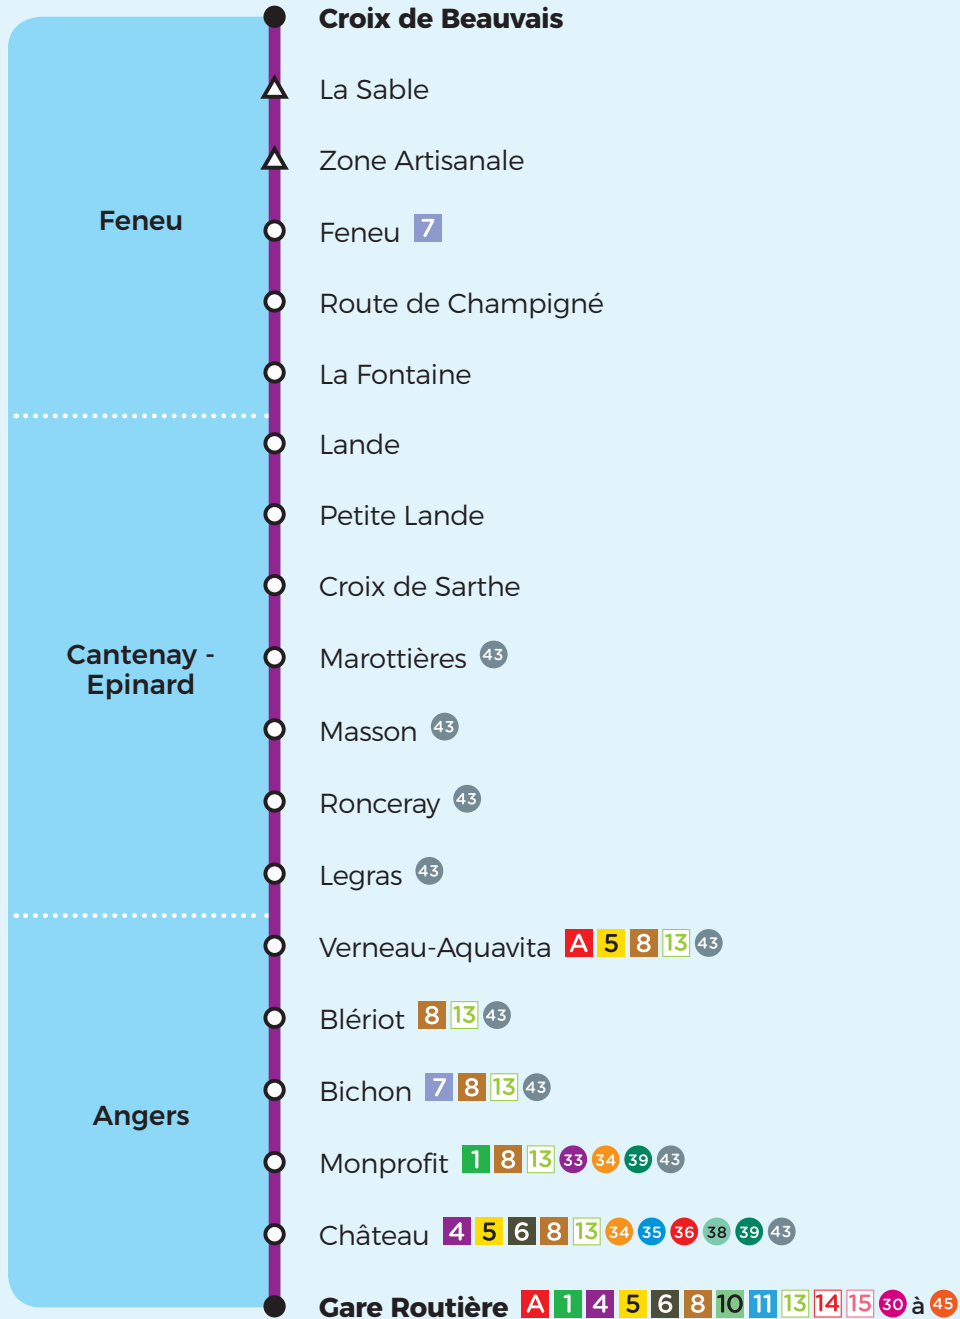 Croix de Beauvais
La Sable
Zone Artisanale
Feneu
Feneu 7
Route de Champigné
La Fontaine
Lande
Petite Lande
Croix de Sarthe
Cantenay -
Epinard
Marottières 43
Masson 43
Ronceray 43
Legras 43
Verneau-Aquavita A 5 8 13 43
Blériot 8 13 43
Bichon 7 8 13 43
Angers
Monprofit 1 8 13 33 34 39 43
Château 4 5 6 8 13 34 35 36 38 39 43
Gare Routière A 1 4 5 6 8 10 11 13 14 15 30 à 45